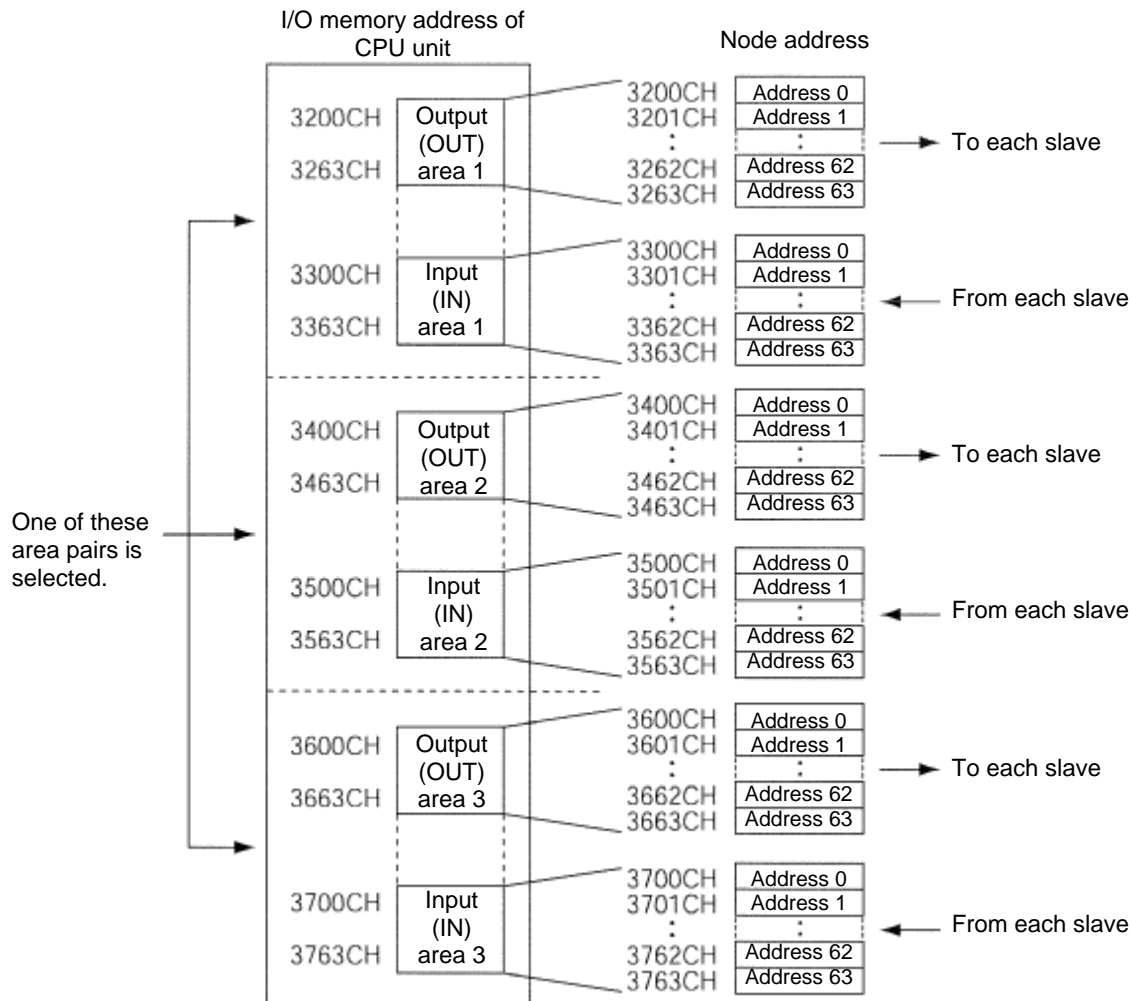 I/O memory address of
CPU unit
Node address
3200CH
3263CH
Output
(OUT)
area 1
3200CH
3201CH
:
3262CH
3263CH
Address 0
Address 1
:
Address 62
Address 63
To each slave
3300CH
3363CH
Input
(IN)
area 1
3300CH
3301CH
:
3362CH
3363CH
Address 0
Address 1
:
Address 62
Address 63
From each slave
3400CH
3463CH
Output
(OUT)
area 2
3400CH
3401CH
:
3462CH
3463CH
Address 0
Address 1
:
Address 62
Address 63
To each slave
One of these
area pairs is
selected.
3500CH
3563CH
Input
(IN)
area 2
3500CH
3501CH
:
3562CH
3563CH
Address 0
Address 1
:
Address 62
Address 63
From each slave
3600CH
3663CH
Output
(OUT)
area 3
3600CH
3601CH
:
3662CH
3663CH
Address 0
Address 1
:
Address 62
Address 63
To each slave
3700CH
3763CH
Input
(IN)
area 3
3700CH
3701CH
:
3762CH
3763CH
Address 0
Address 1
:
Address 62
Address 63
From each slave